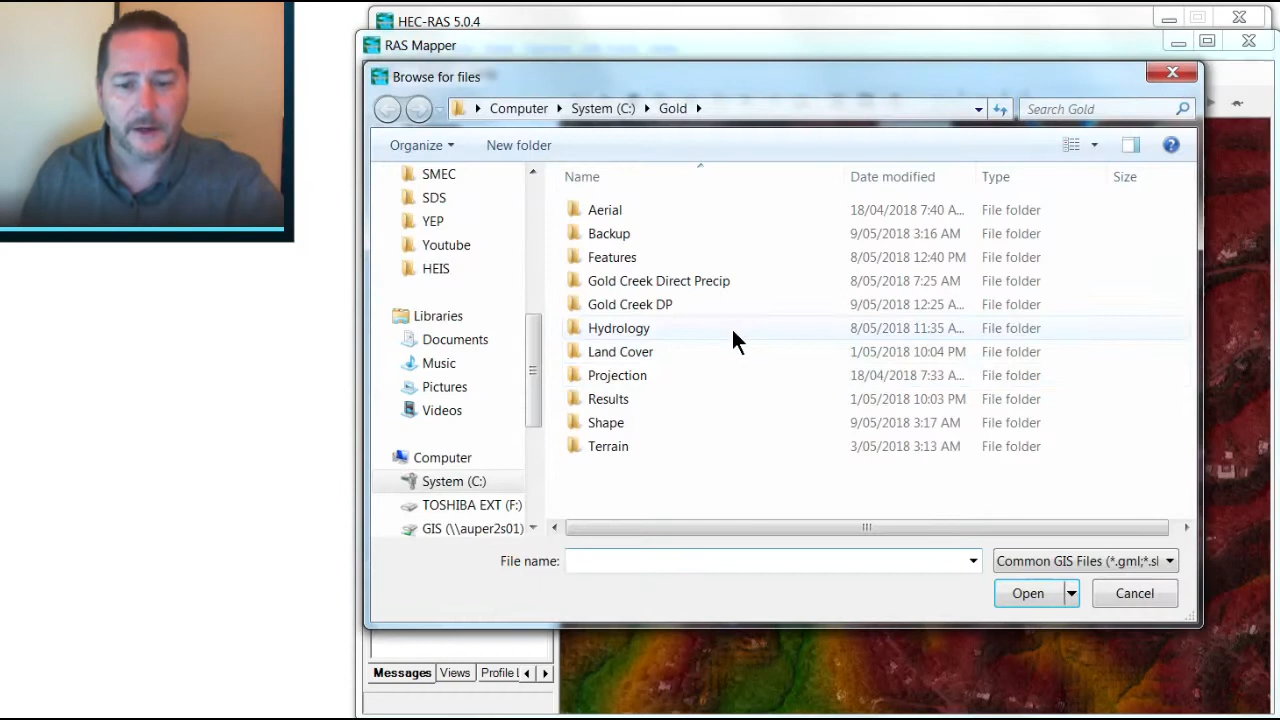 HEC-RAS 5.0.4
RAS Mapper
Browse for files
Computer System (C:) Gold
Search Gold
Organize New folder
Name Date modified Type Size
SMEC
SDS
YEP
Youtube
HEIS
Libraries
Documents
Music
Pictures
Videos
Computer
System (C:)
TOSHIBA EXT (F:)
GIS (\\auper2s01)
Aerial 18/04/2018 7:40 A... File folder
Backup 9/05/2018 3:16 AM File folder
Features 8/05/2018 12:40 PM File folder
Gold Creek Direct Precip 8/05/2018 7:25 AM File folder
Gold Creek DP 9/05/2018 12:25 A... File folder
Hydrology 8/05/2018 11:35 A... File folder
Land Cover 1/05/2018 10:04 PM File folder
Projection 18/04/2018 7:33 A... File folder
Results 1/05/2018 10:03 PM File folder
Shape 9/05/2018 3:17 AM File folder
Terrain 3/05/2018 3:13 AM File folder
File name: Common GIS Files (*.gml;*.sl
Open Cancel
Messages Views Profile L